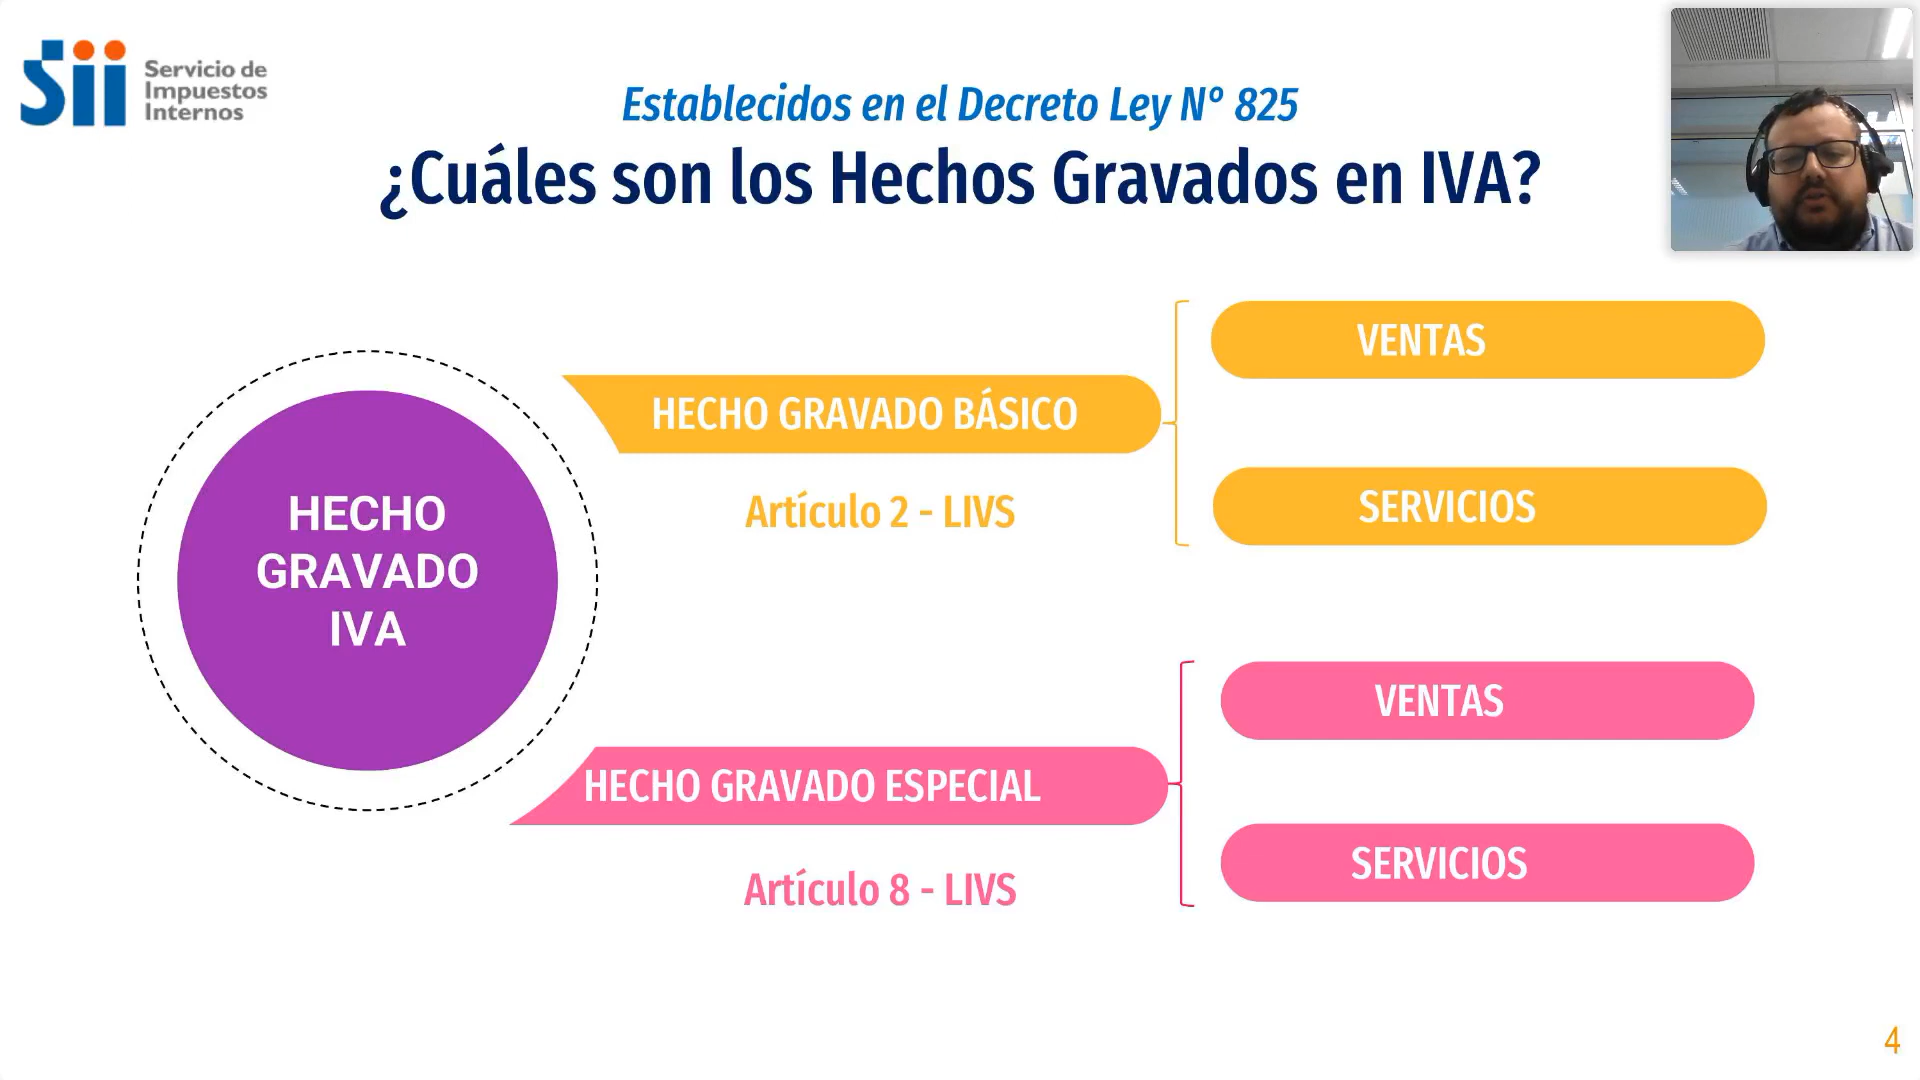 Sii
Servicio de
Impuestos
Internos
Establecidos en el Decreto Ley Nº 825
¿Cuáles son los Hechos Gravados en IVA?
HECHO
GRAVADO
IVA
HECHO GRAVADO BÁSICO
Artículo 2 - LIVS
VENTAS
SERVICIOS
HECHO GRAVADO ESPECIAL
Artículo 8 - LIVS
VENTAS
SERVICIOS
4